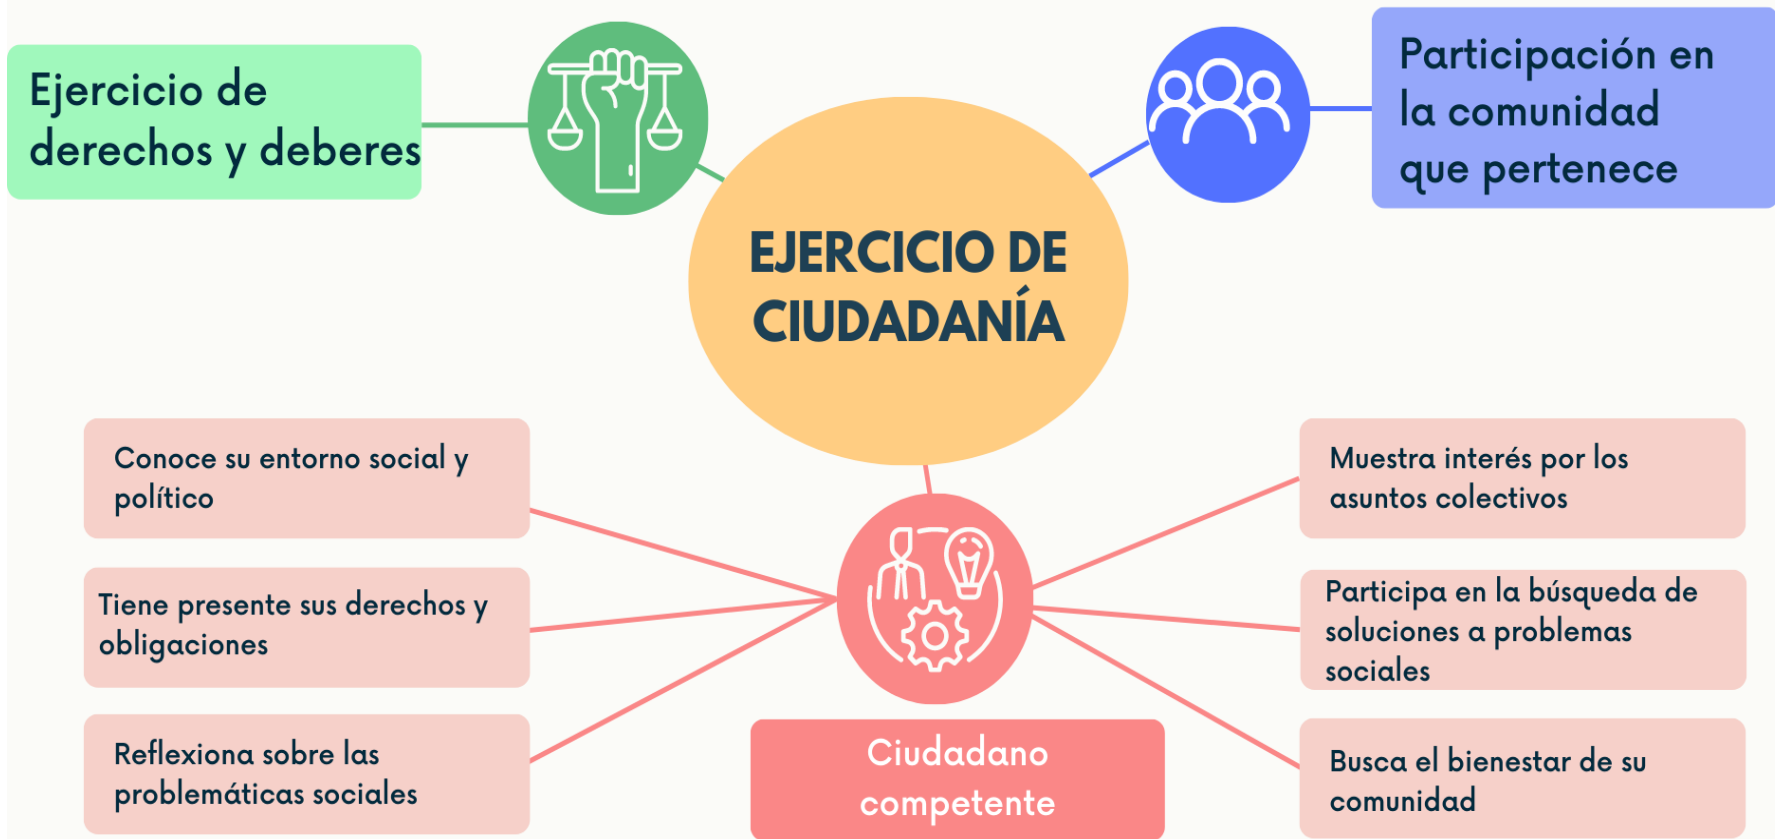 Ejercicio de
derechos y deberes
Participación en
la comunidad
que pertenece
EJERCICIO DE
CIUDADANÍA
Conoce su entorno social y
político
Tiene presente sus derechos y
obligaciones
Reflexiona sobre las
problemáticas sociales
Ciudadano
competente
Muestra interés por los
asuntos colectivos
Participa en la búsqueda de
soluciones a problemas
sociales
Busca el bienestar de su
comunidad